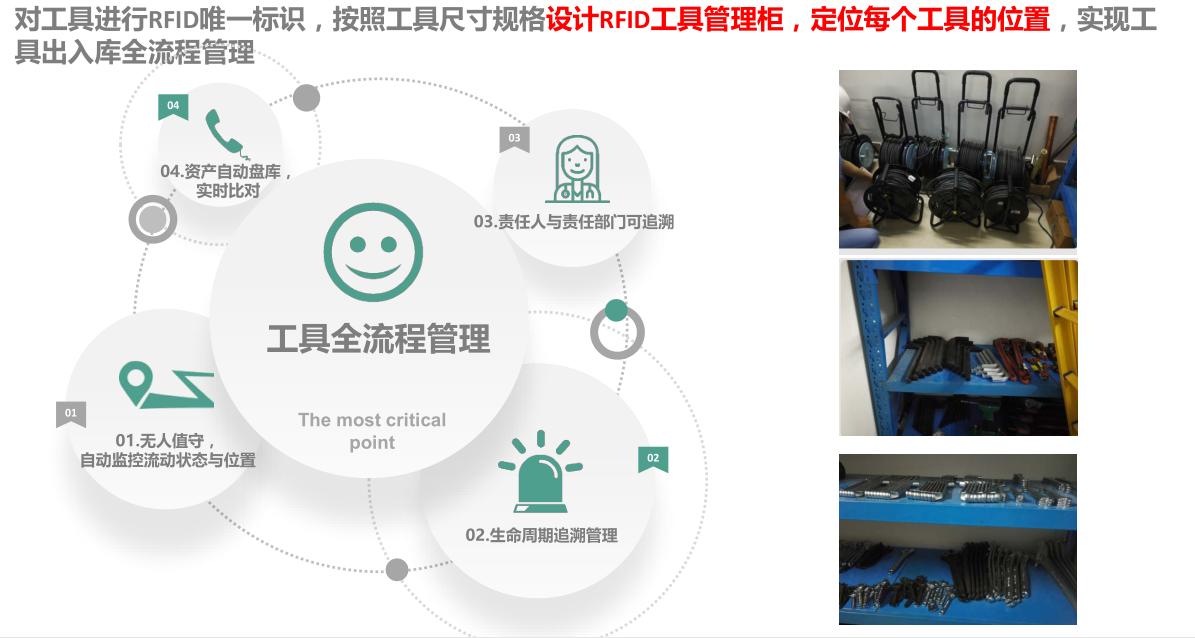 对工具进行RFID唯一标识，按照工具尺寸规格设计RFID工具管理柜，定位每个工具的位置，实现工
具出入库全流程管理
04
04.资产自动盘库，
实时比对
03
03.责任人与责任部门可追溯
工具全流程管理
The most critical
point
01
01.无人值守，
自动监控流动状态与位置
02
02.生命周期追溯管理